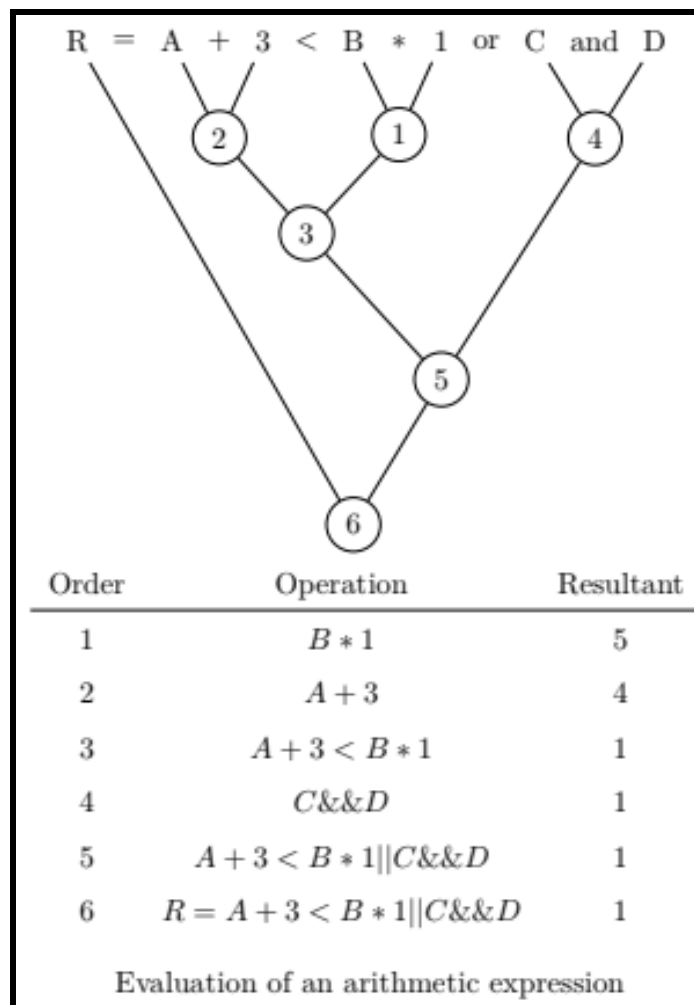 R = A + 3 < B * 1 or C and D
2
1
4
3
5
6
Order Operation Resultant
1 B * 1 5
2 A + 3 4
3 A + 3 < B * 1 1
4 C&&D 1
5 A + 3 < B * 1||C&&D 1
6 R = A + 3 < B * 1||C&&D 1
Evaluation of an arithmetic expression